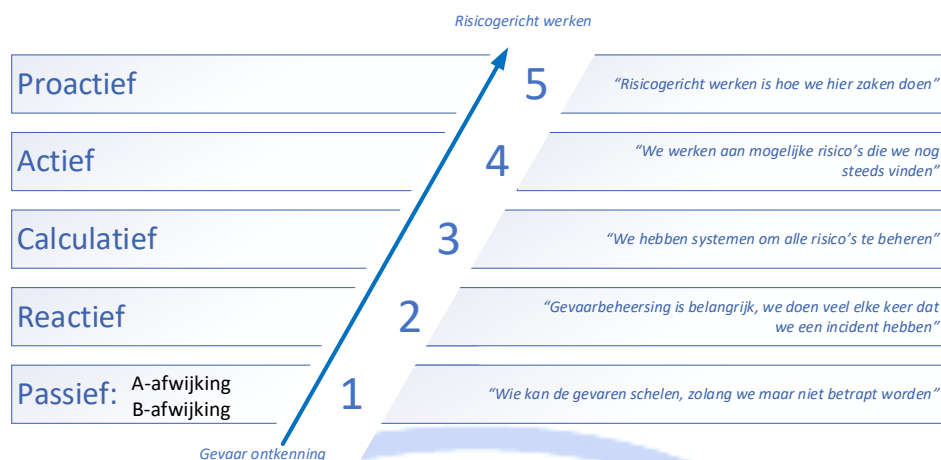 Risicogericht werken
Proactief
5
“Risicogericht werken is hoe we hier zaken doen”
Actief
4
“We werken aan mogelijke risico’s die we nog
steeds vinden”
Calculatief
3
“We hebben systemen om alle risico’s te beheren”
Reactief
2
“Gevaarbeheersing is belangrijk, we doen veel elke keer dat
we een incident hebben”
Passief:
A-afwijking
B-afwijking
1
“Wie kan de gevaren schelen, zolang we maar niet betrapt worden”
Gevaar ontkenning